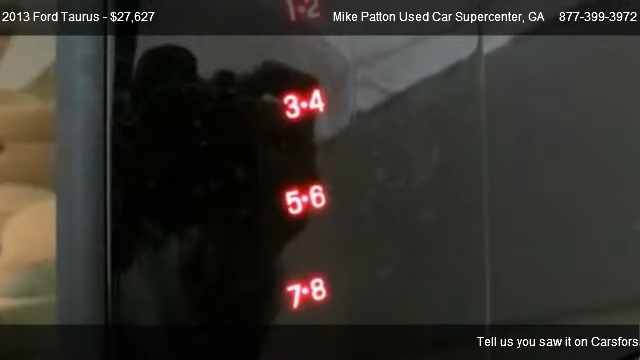 2013 Ford Taurus - $27,627
Mike Patton Used Car Supercenter, GA 877-399-3972
1•2
3•4
5•6
7•8
Tell us you saw it on Carsfors